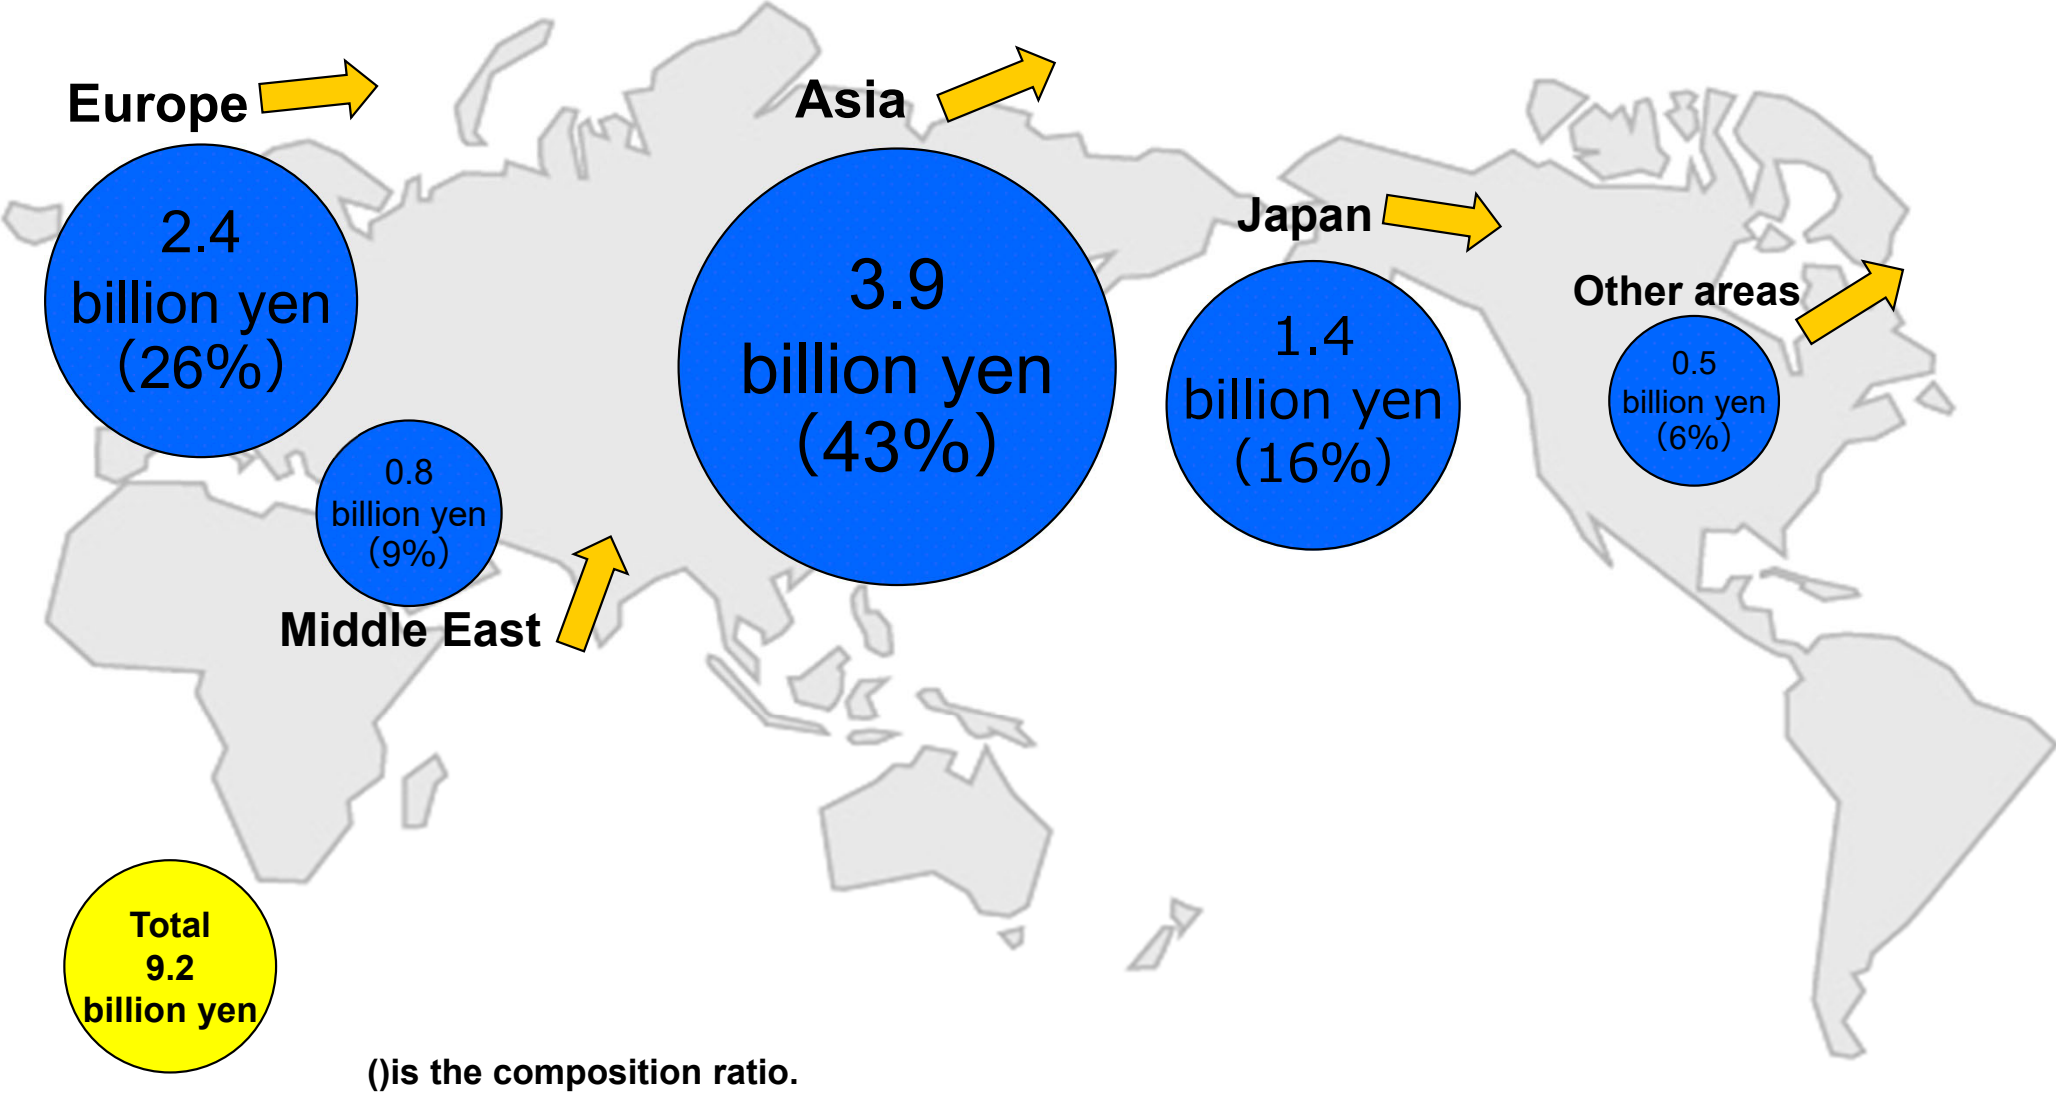 Europe
2.4
billion yen
(26%)
Asia
3.9
billion yen
(43%)
Japan
1.4
billion yen
(16%)
Other areas
0.5
billion yen
(6%)
0.8
billion yen
(9%)
Middle East
Total
9.2
billion yen
()is the composition ratio.